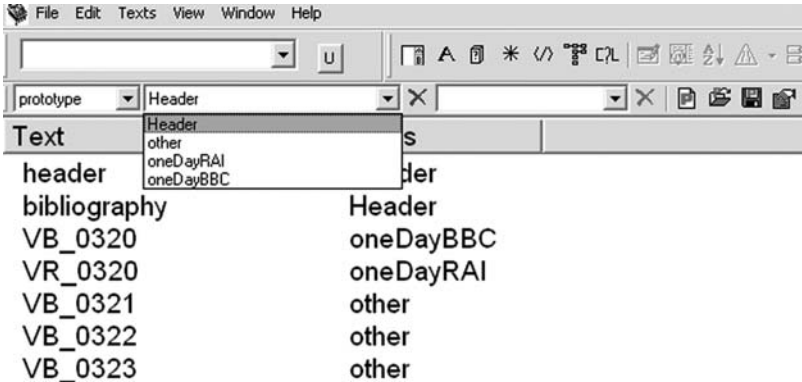 File Edit Texts View Window Help
U A
prototype Header
Header
other
oneDayRAI
oneDayBBC
Text s
header der
bibliography Header
VB_0320 oneDayBBC
VR_0320 oneDayRAI
VB_0321 other
VB_0322 other
VB_0323 other